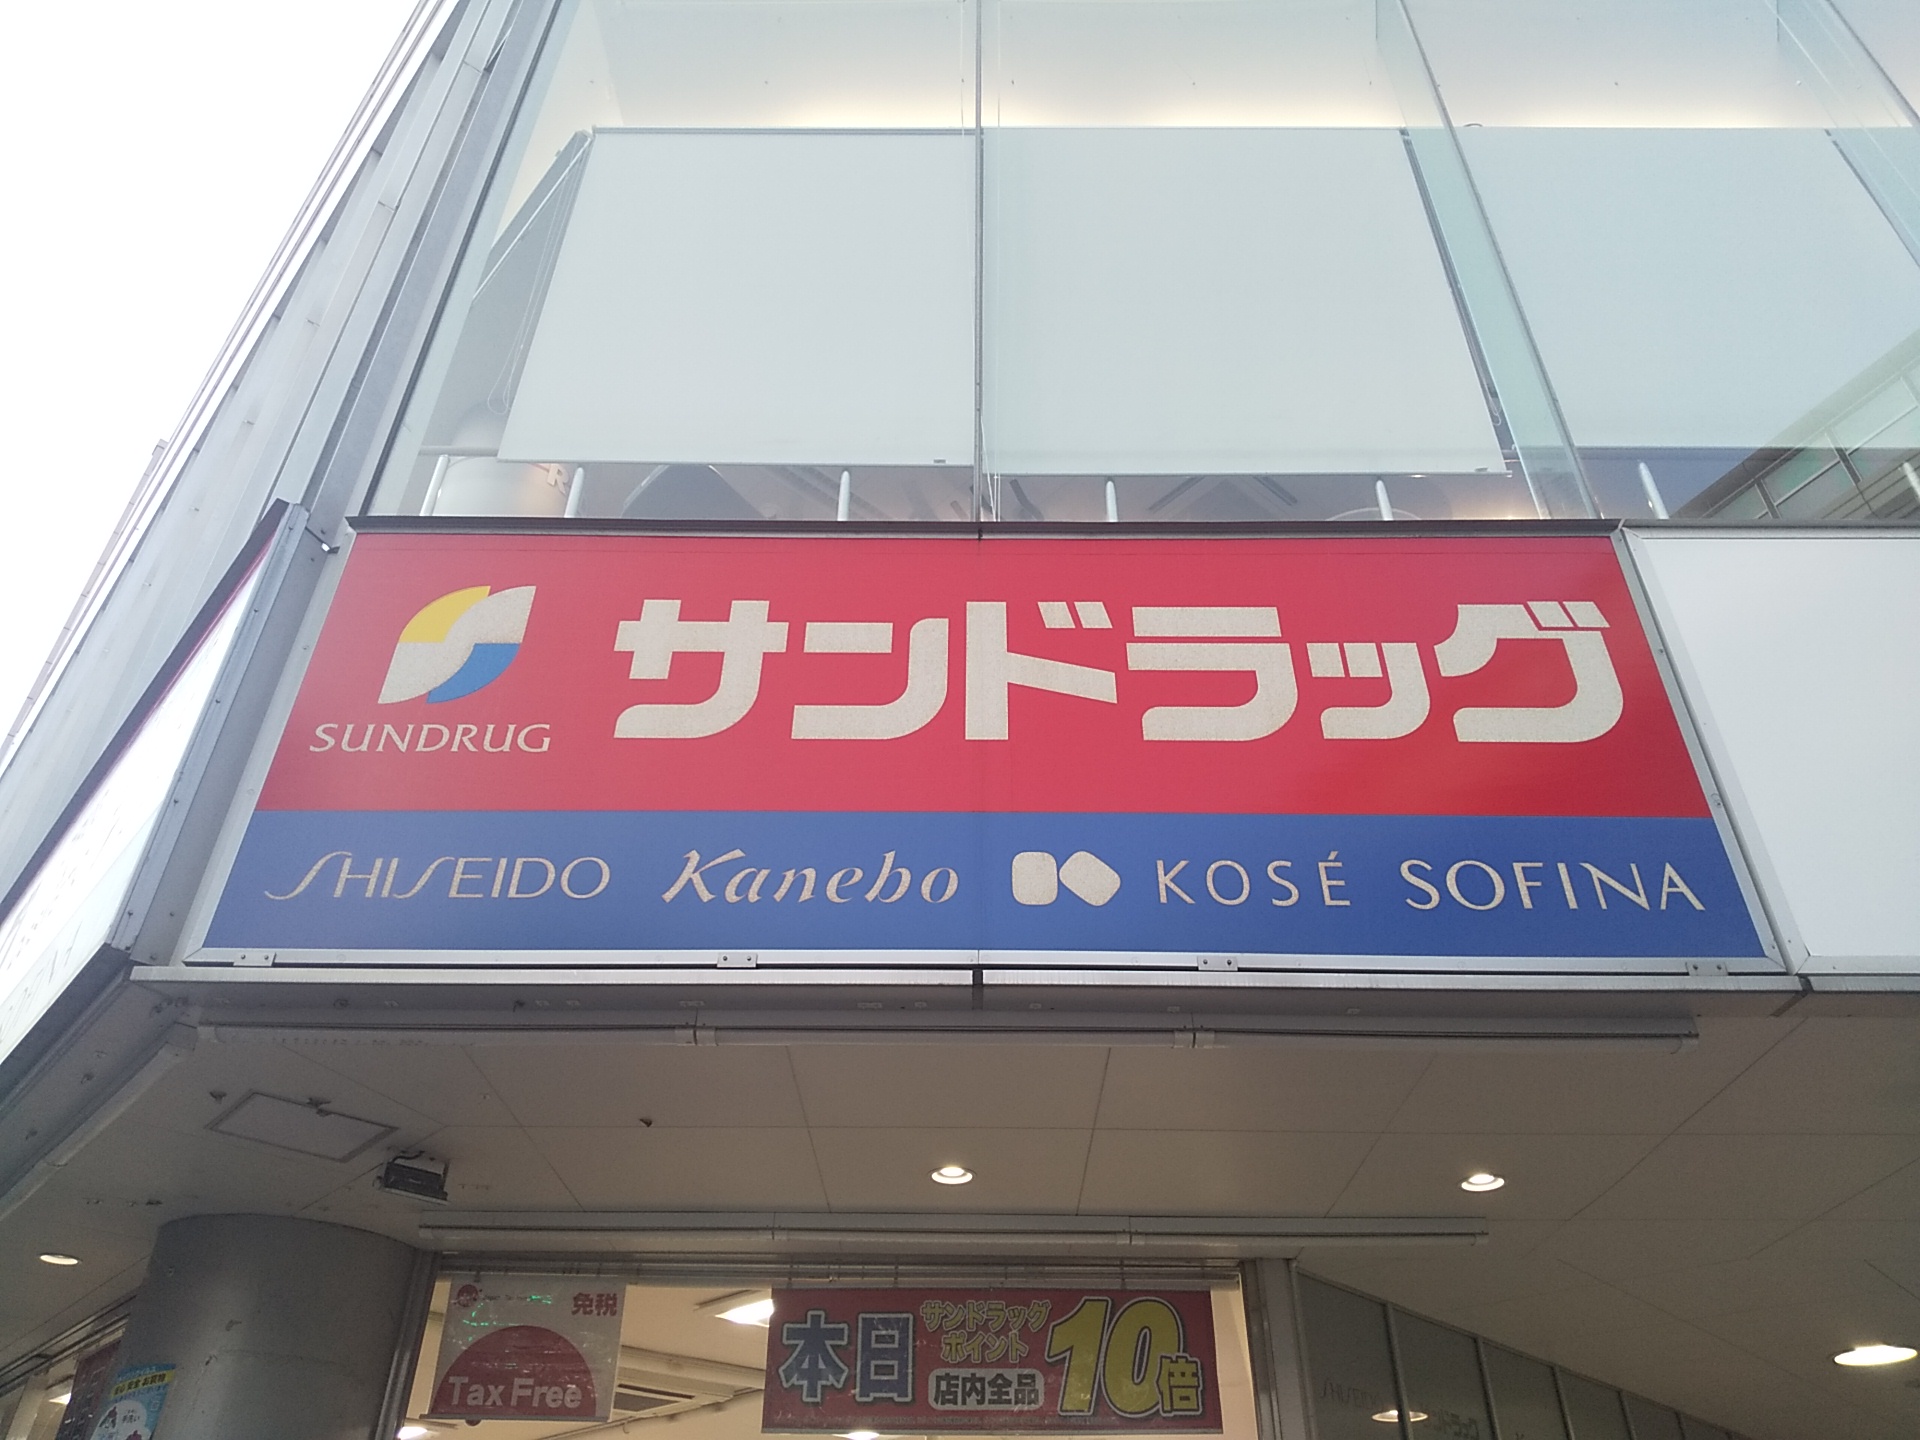 サンドラッグ
SUNDRUG
SHISEIDO Kanebo KOSÉ SOFINA
免税
Tax Free
本日
サンドラッグ
ポイント
店内全品
10倍